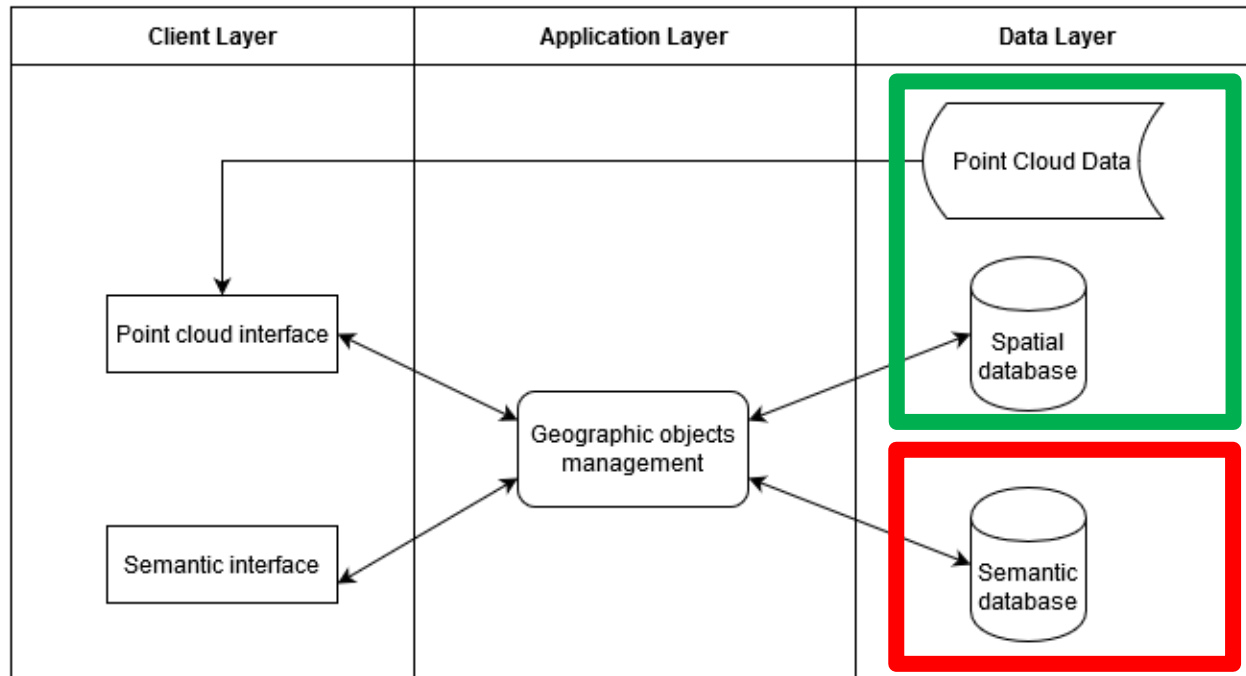 Client Layer
Application Layer
Data Layer
Point Cloud Data
Point cloud interface
Spatial
database
Geographic objects
management
Semantic interface
Semantic
database